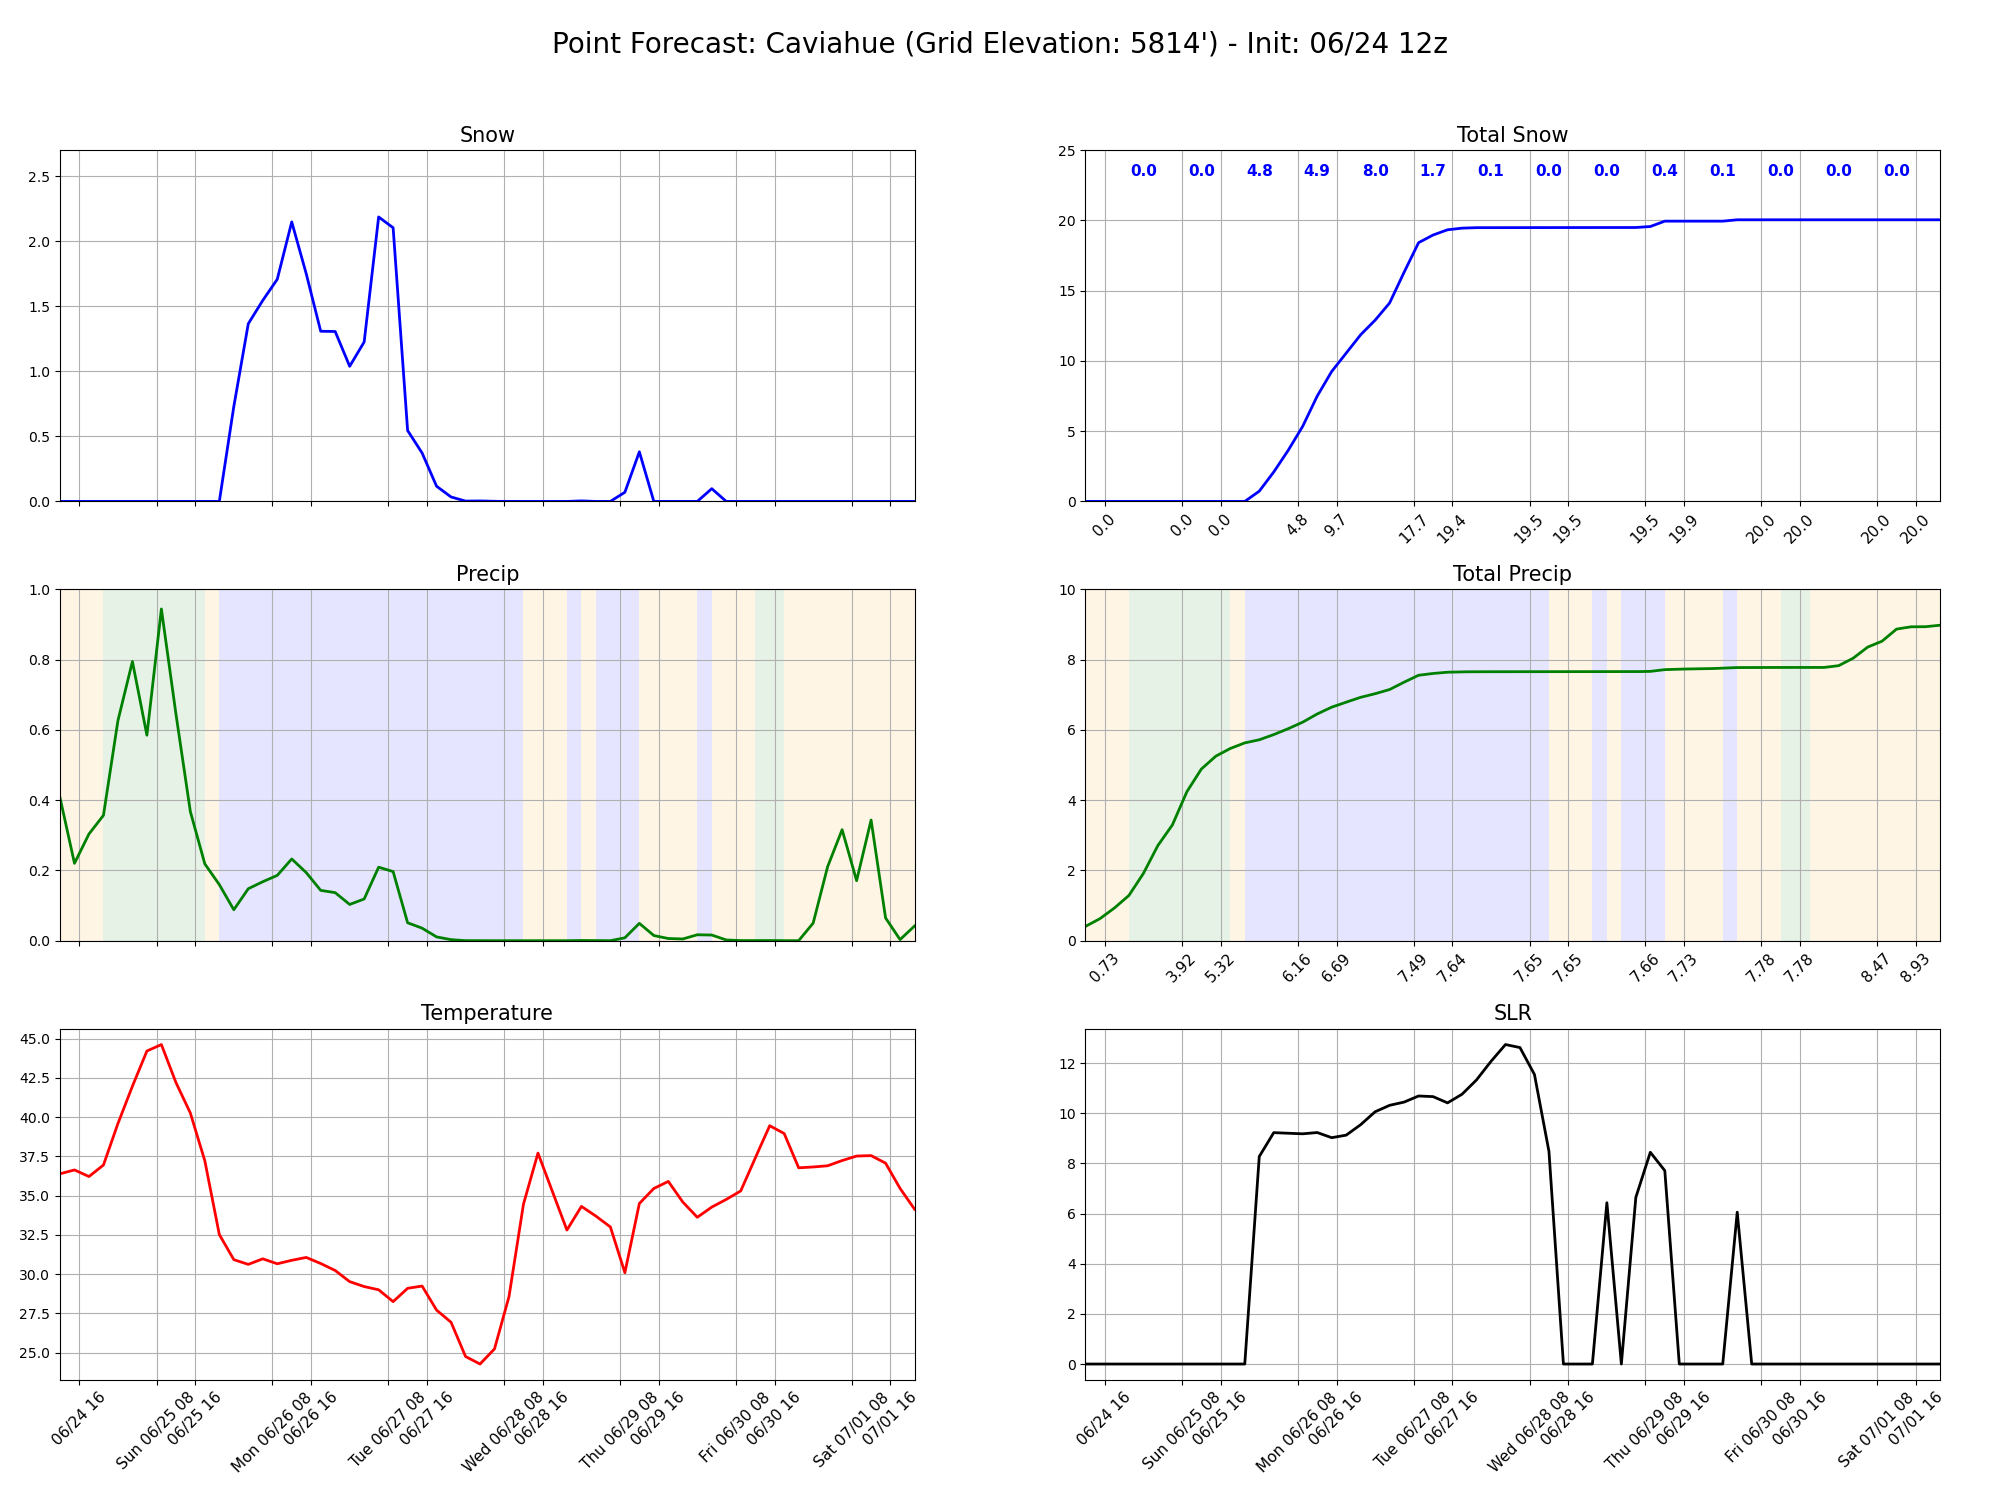 Point Forecast: Caviahue (Grid Elevation: 5814') - Init: 06/24 12z
Snow
2.5
2.0
1.5
1.0
0.5
0.0
Total Snow
25
20
15
10
5
0
0.0 0.0 4.8 4.9 8.0 1.7 0.1 0.0 0.0 0.4 0.1 0.0 0.0 0.0
0.0 0.0 0.0 4.8 9.7 17.7 19.4 19.5 19.5 19.5 19.9 20.0 20.0 20.0 20.0
Precip
1.0
0.8
0.6
0.4
0.2
0.0
Total Precip
10
8
6
4
2
0
0.73 3.92 5.32 6.16 6.69 7.49 7.64 7.65 7.65 7.66 7.73 7.78 7.78 8.47 8.93
Temperature
45.0
42.5
40.0
37.5
35.0
32.5
30.0
27.5
25.0
06/24 16
Sun 06/25 08
06/25 16
Mon 06/26 08
06/26 16
Tue 06/27 08
06/27 16
Wed 06/28 08
06/28 16
Thu 06/29 08
06/29 16
Fri 06/30 08
06/30 16
Sat 07/01 08
07/01 16
SLR
12
10
8
6
4
2
0
06/24 16
Sun 06/25 08
06/25 16
Mon 06/26 08
06/26 16
Tue 06/27 08
06/27 16
Wed 06/28 08
06/28 16
Thu 06/29 08
06/29 16
Fri 06/30 08
06/30 16
Sat 07/01 08
07/01 16